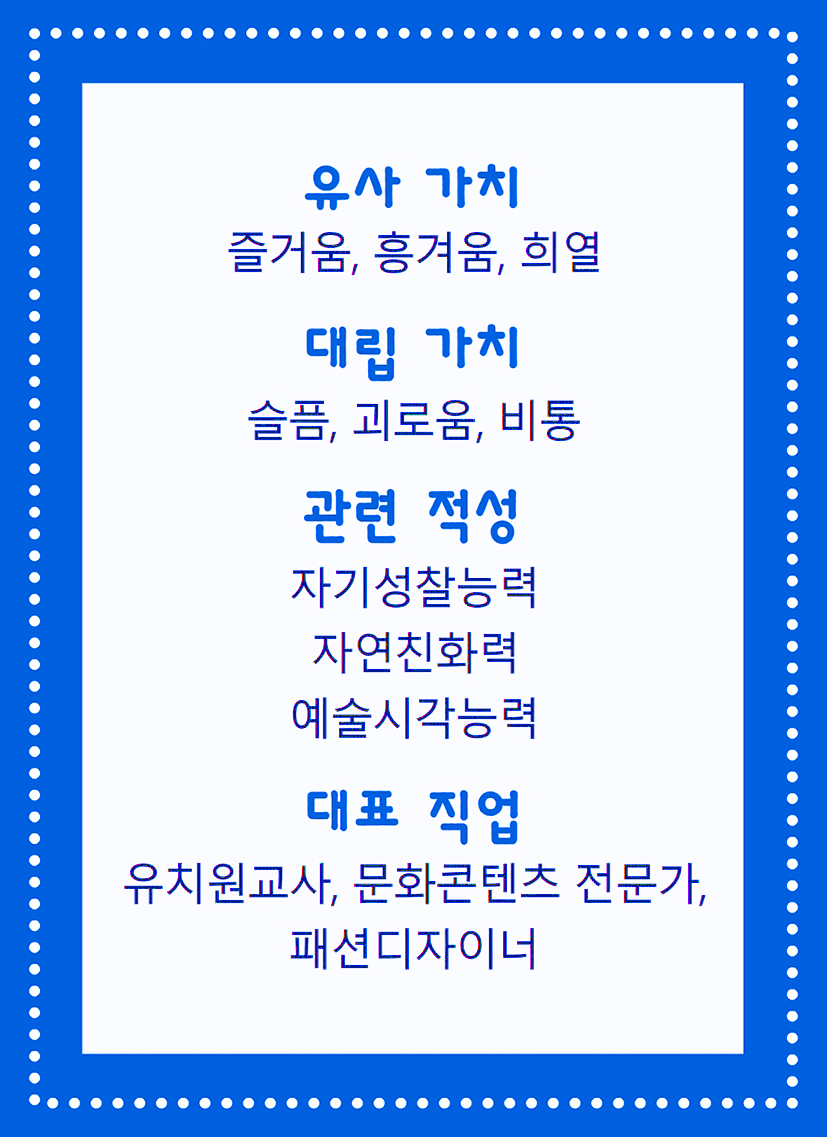 유사 가치
즐거움, 흥겨움, 희열
대립 가치
슬픔, 괴로움, 비통
관련 적성
자기성찰능력
자연친화력
예술시각능력
대표 직업
유치원교사, 문화콘텐츠 전문가,
패션디자이너